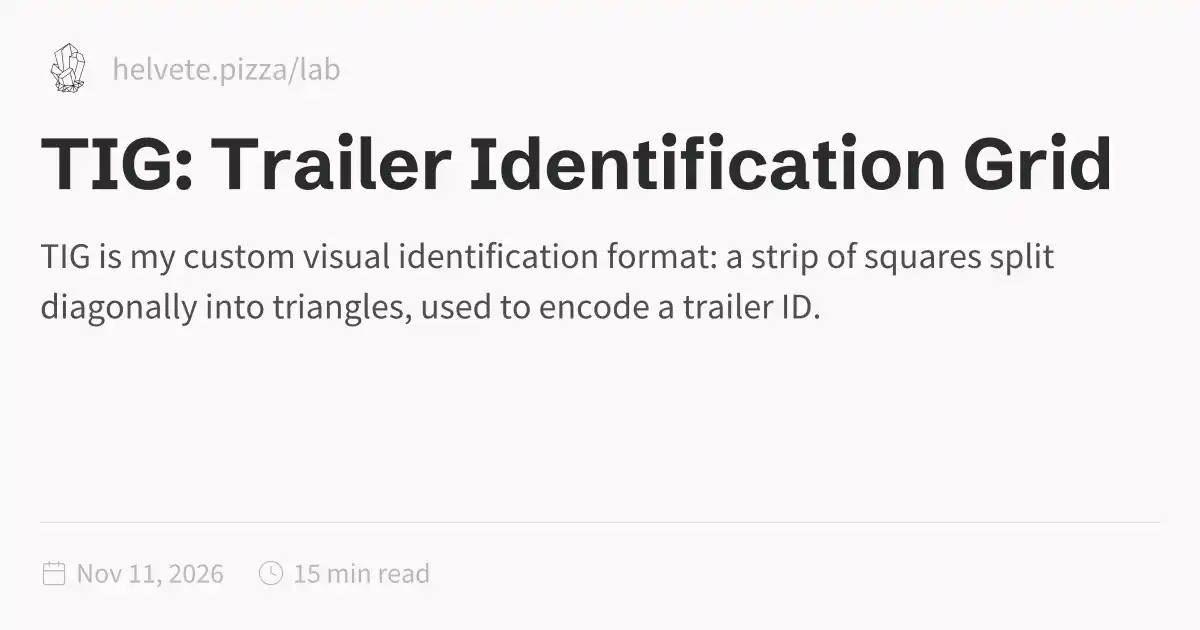 helvete.pizza/lab
TIG: Trailer Identification Grid
TIG is my custom visual identification format: a strip of squares split
diagonally into triangles, used to encode a trailer ID.
Nov 11, 2026 15 min read